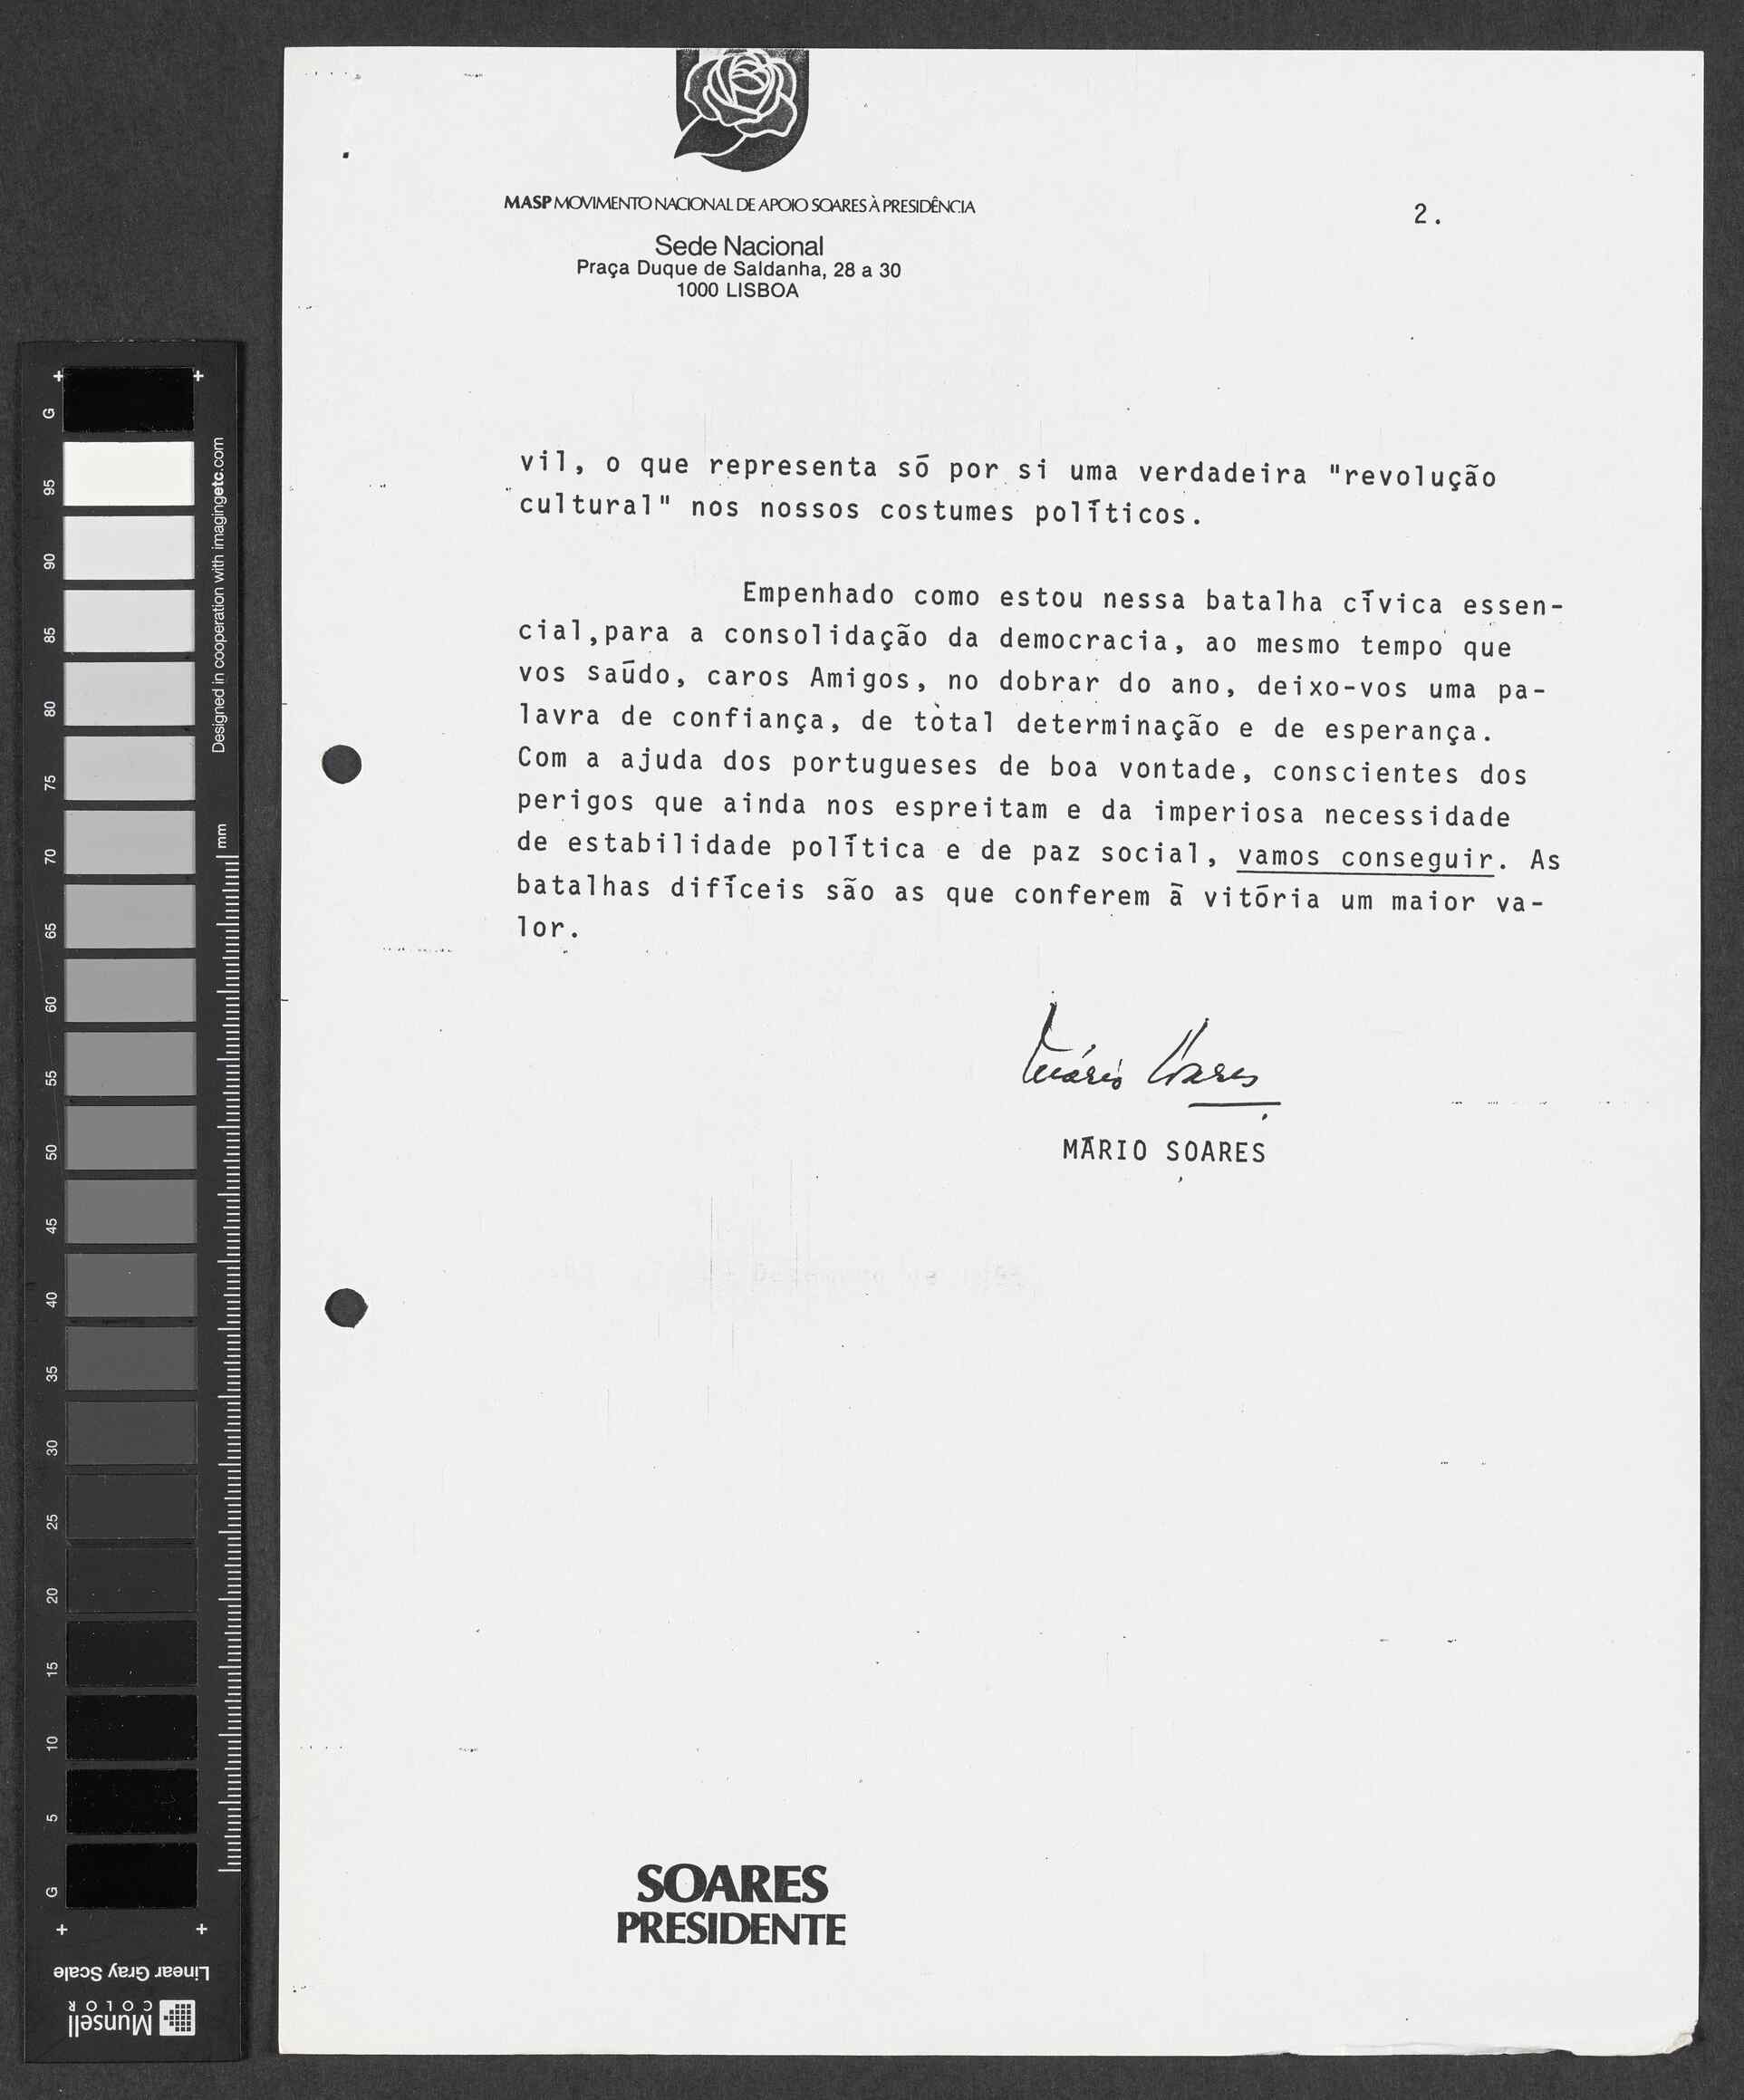 MASP MOVIMENTO NACIONAL DE APOIO SOARES À PRESIDÊNCIA
2.
Sede Nacional
Praça Duque de Saldanha, 28 a 30
1000 LISBOA
vil, o que representa só por si uma verdadeira "revolução
cultural" nos nossos costumes políticos.
Empenhado como estou nessa batalha cívica essen-
cial,para a consolidação da democracia, ao mesmo tempo que
vos saúdo, caros Amigos, no dobrar do ano, deixo-vos uma pa-
lavra de confiança, de total determinação e de esperança.
Com a ajuda dos portugueses de boa vontade, conscientes dos
perigos que ainda nos espreitam e da imperiosa necessidade
de estabilidade política e de paz social, vamos conseguir. As
batalhas difíceis são as que conferem à vitória um maior va-
lor.
Mário Soares
MÁRIO SOARES
SOARES
PRESIDENTE
G
95
90
85
80
75
70
65
60
55
50
45
40
35
30
25
20
15
10
5
G
Designed in cooperation with imagingetc.com
mm
Linear Gray Scale
Munsell
COLOR